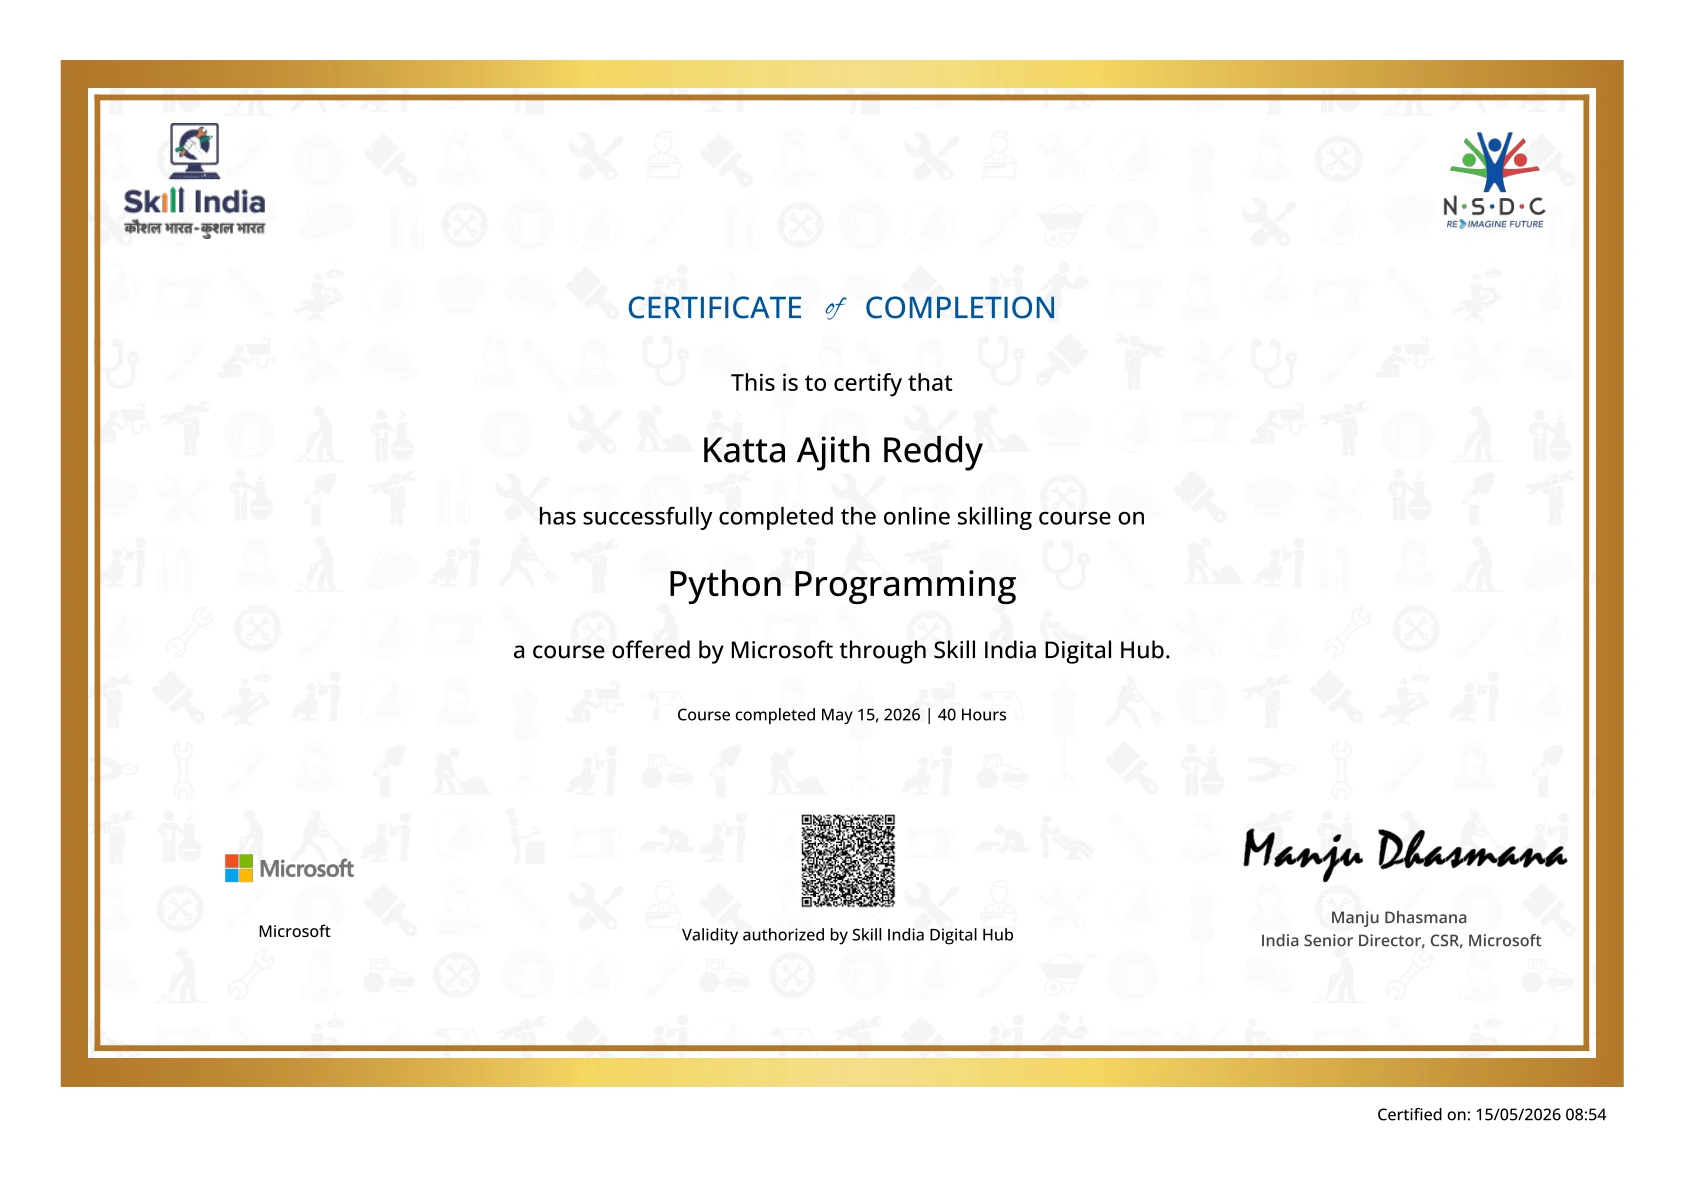 Skill India
कौशल भारत-कुशल भारत
N·S·D·C
RE IMAGINE FUTURE
CERTIFICATE of COMPLETION
This is to certify that
Katta Ajith Reddy
has successfully completed the online skilling course on
Python Programming
a course offered by Microsoft through Skill India Digital Hub.
Course completed May 15, 2026 | 40 Hours
Microsoft
Microsoft
Validity authorized by Skill India Digital Hub
Manju Dhasmana
Manju Dhasmana
India Senior Director, CSR, Microsoft
Certified on: 15/05/2026 08:54